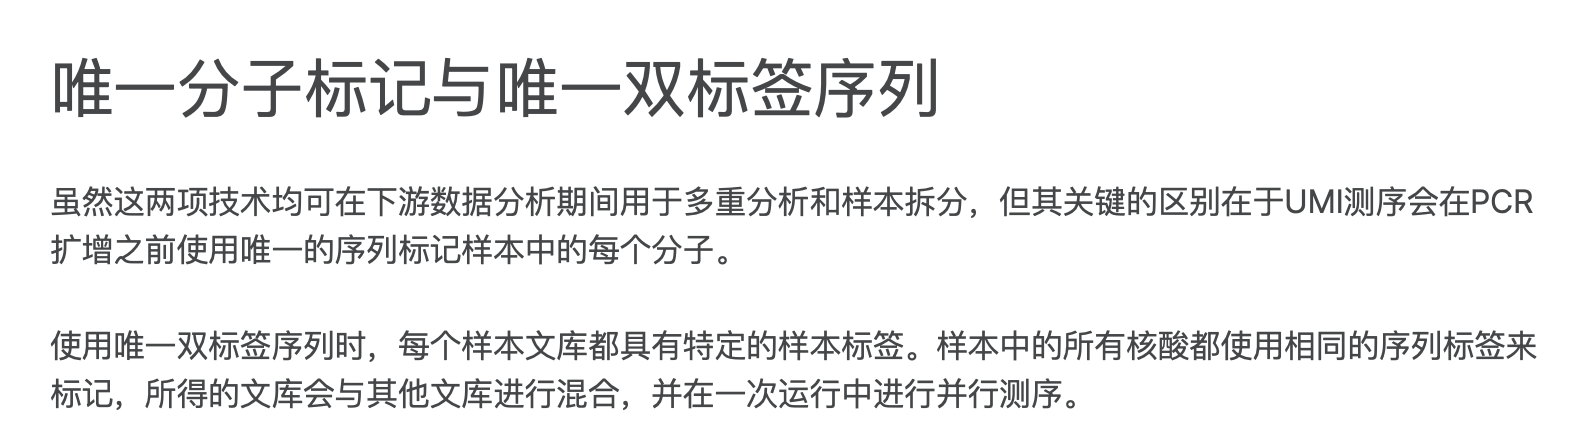 唯一分子标记与唯一双标签序列
虽然这两项技术均可在下游数据分析期间用于多重分析和样本拆分，但其关键的区别在于UMI测序会在PCR
扩增之前使用唯一的序列标记样本中的每个分子。
使用唯一双标签序列时，每个样本文库都具有特定的样本标签。样本中的所有核酸都使用相同的序列标签来
标记，所得的文库会与其他文库进行混合，并在一次运行中进行并行测序。